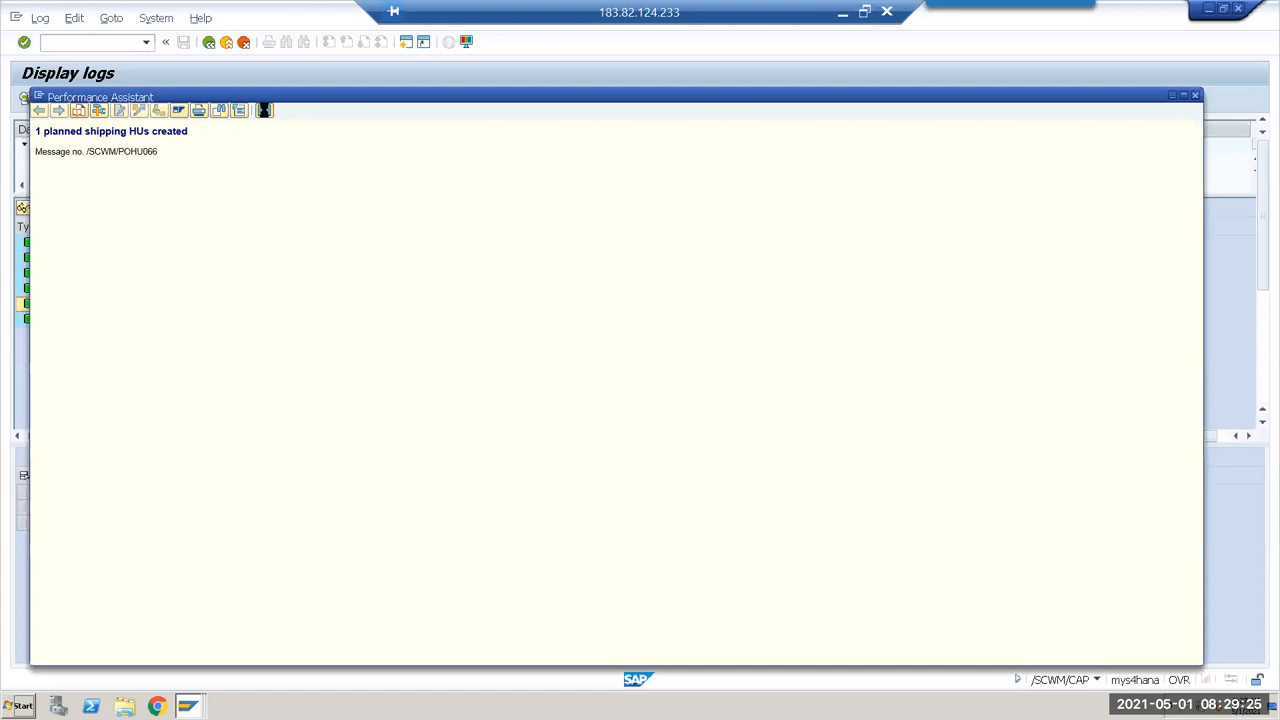 Log Edit Goto System Help
183.82.124.233
Display logs
Performance Assistant
1 planned shipping HUs created
Message no. /SCWM/POHU066
SAP
/SCWM/CAP mys4hana OVR
Start
2021-05-01 08:29:25